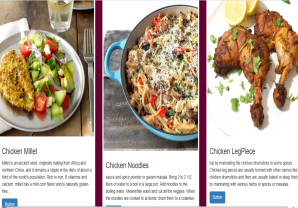 Chicken Millet
Millet is an ancient seed, originally hailing from Africa and
northern China, and it remains a staple in the diets of about a
third of the world's population. Rich in iron, B vitamins and
calcium, millet has a mild corn flavor and is naturally gluten-
free.
Button
Chicken Noodles
sauce and spice powder or garam masala. Bring 2 to 2 1/2
liters of water to a boil in a large pot. Add noodles to the
boiling water. Meanwhile wash and cut all the veggies. When
the noodles are cooked to al dente, drain them to a colander
Chicken LegPiece
top by marinating the chicken drumsticks in some spices.
Chicken leg pieces are usually termed with other names like
chicken drumsticks and they are usually baked or deep fried
by marinating with various herbs or spices or masalas.
Button